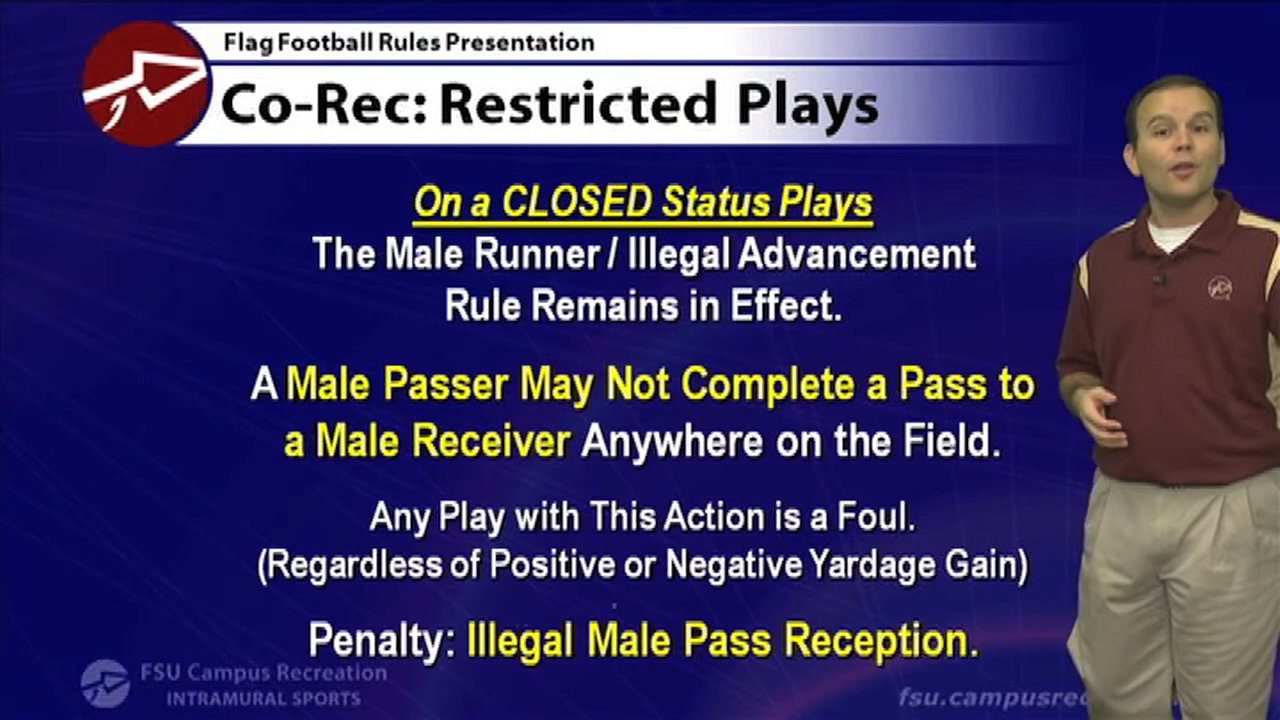 Flag Football Rules Presentation
Co-Rec: Restricted Plays
On a CLOSED Status Plays
The Male Runner / Illegal Advancement
Rule Remains in Effect.
A Male Passer May Not Complete a Pass to
a Male Receiver Anywhere on the Field.
Any Play with This Action is a Foul.
(Regardless of Positive or Negative Yardage Gain)
Penalty: Illegal Male Pass Reception.
FSU Campus Recreation
INTRAMURAL SPORTS
fsu.campusrec